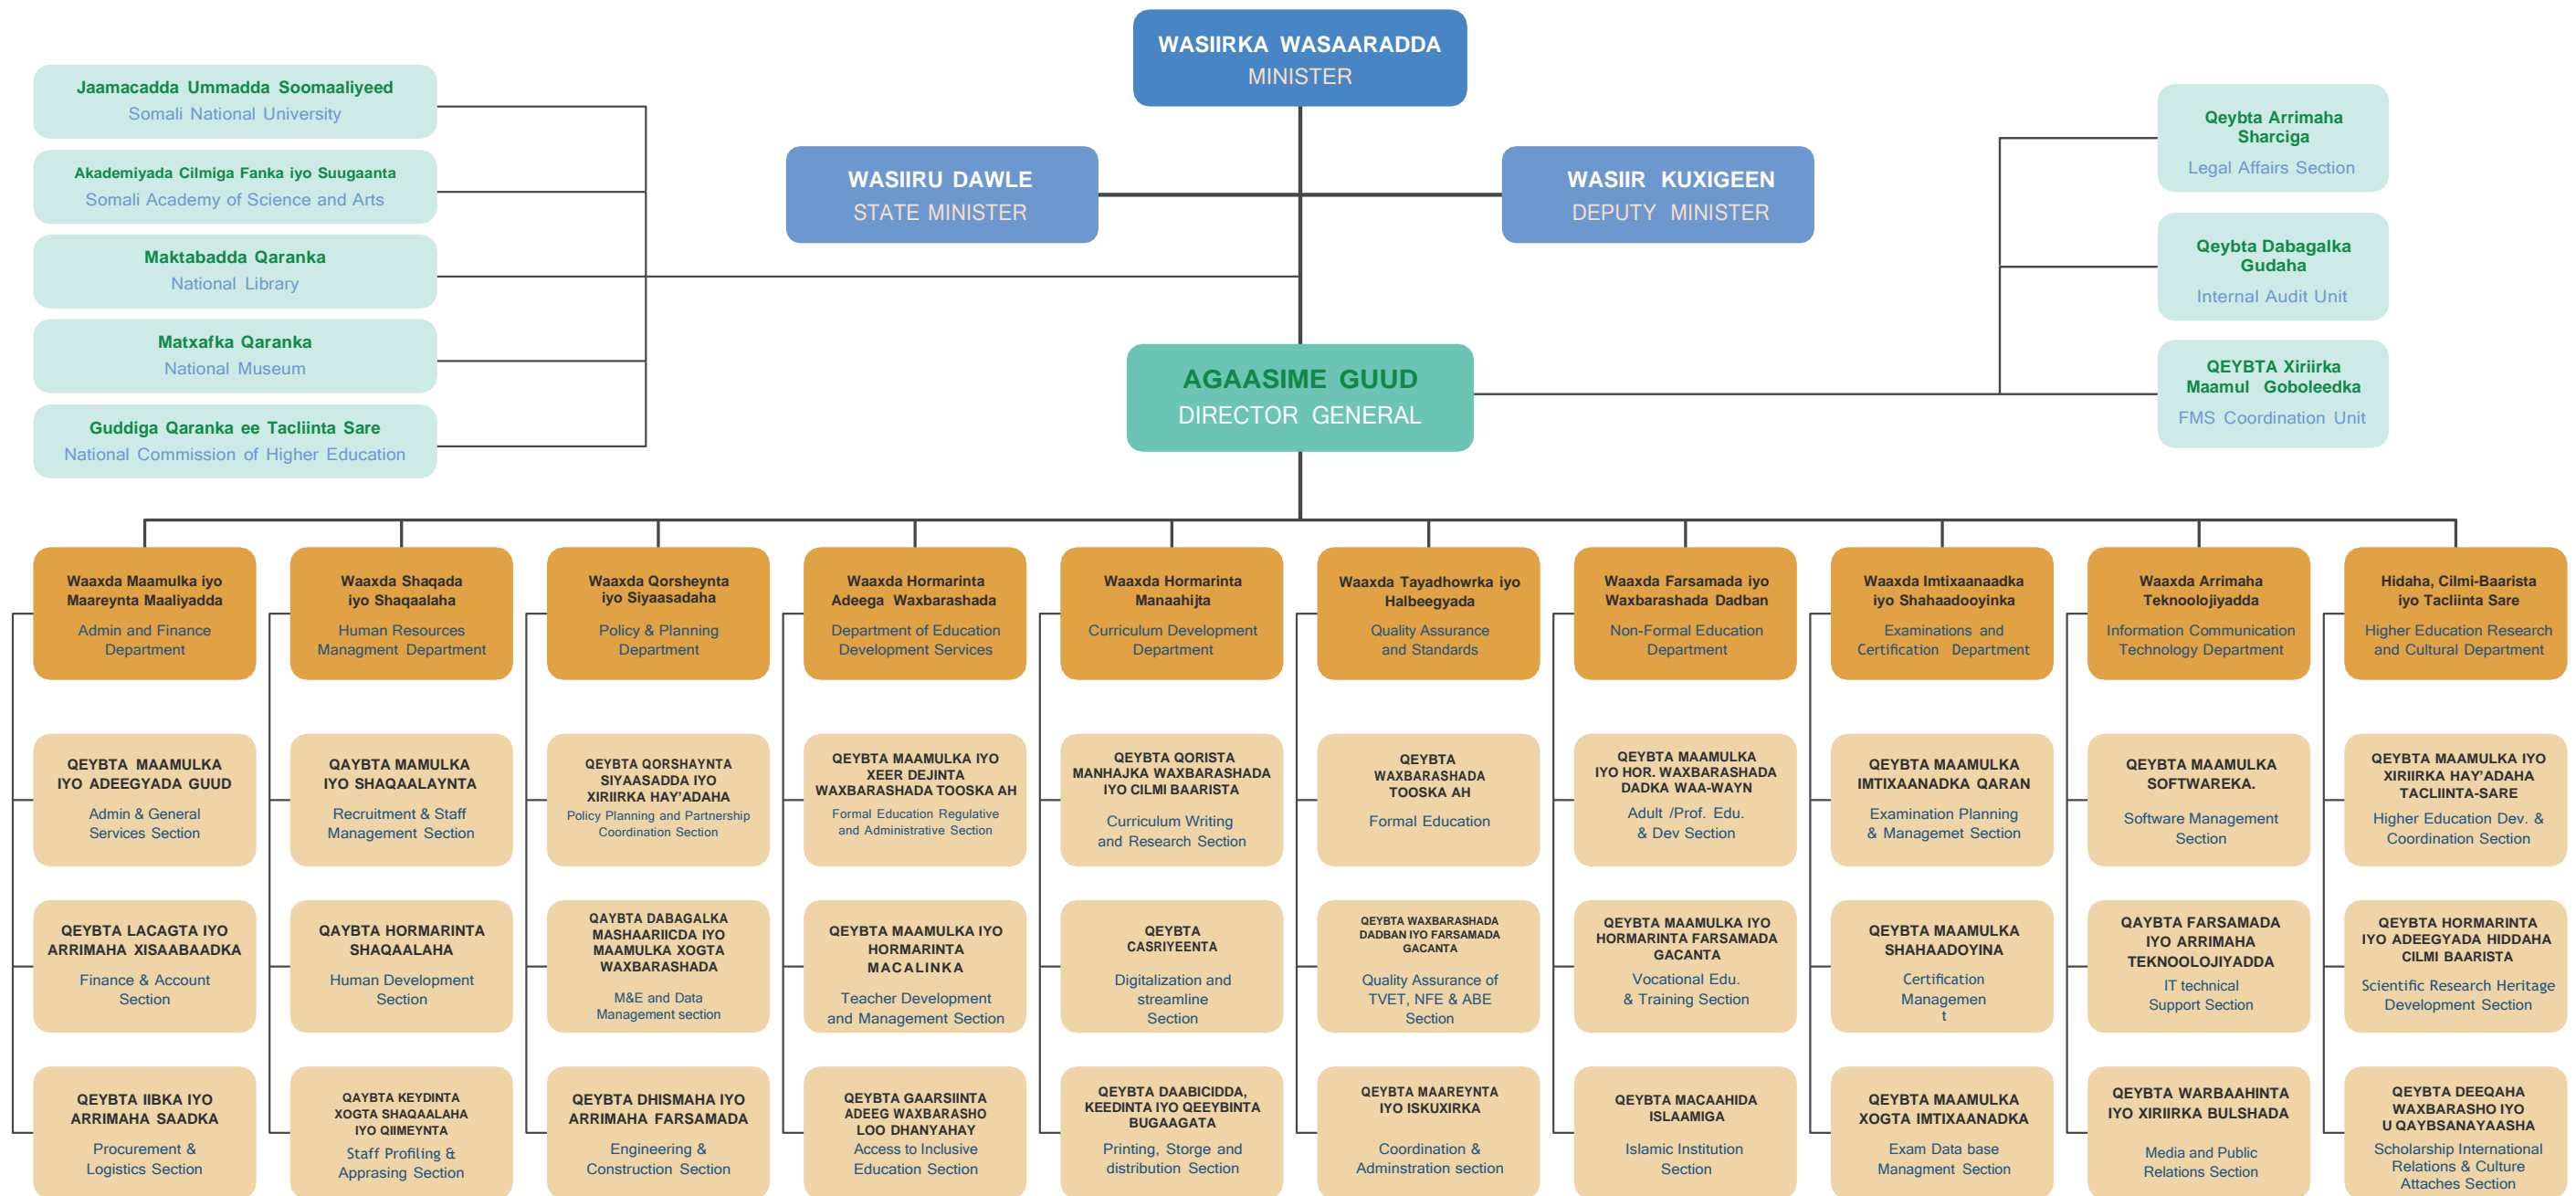 WASIIRKA WASAARADDA
MINISTER
Jaamacadda Ummadda Soomaaliyeed
Somali National University
Akademiyada Cilmiga Fanka iyo Suugaanta
Somali Academy of Science and Arts
Maktabadda Qaranka
National Library
Matxafka Qaranka
National Museum
Guddiga Qaranka ee Tacliinta Sare
National Commission of Higher Education
WASIIRU DAWLE
STATE MINISTER
WASIIR KUXIGEEN
DEPUTY MINISTER
Qeybta Arrimaha
Sharciga
Legal Affairs Section
Qeybta Dabagalka
Gudaha
Internal Audit Unit
QEYBTA Xiriirka
Maamul Goboleedka
FMS Coordination Unit
AGAASIME GUUD
DIRECTOR GENERAL
Waaxda Maamulka iyo
Maareynta Maaliyadda
Admin and Finance
Department
Waaxda Shaqada
iyo Shaqaalaha
Human Resources
Managment Department
Waaxda Qorsheynta
iyo Siyaasadaha
Policy & Planning
Department
Waaxda Hormarinta
Adeega Waxbarashada
Department of Education
Development Services
Waaxda Hormarinta
Manaahijta
Curriculum Development
Department
Waaxda Tayadhowrka iyo
Halbeegyada
Quality Assurance
and Standards
Waaxda Farsamada iyo
Waxbarashada Dadban
Non-Formal Education
Department
Waaxda Imtixaanaadka
iyo Shahaadooyinka
Examinations and
Certification Department
Waaxda Arrimaha
Teknoolojiyadda
Information Communication
Technology Department
Hidaha, Cilmi-Baarista
iyo Tacliinta Sare
Higher Education Research
and Cultural Department
QEYBTA MAAMULKA
IYO ADEEGYADA GUUD
Admin & General
Services Section
QAYBTA MAMULKA
IYO SHAQAALAYNTA
Recruitment & Staff
Management Section
QEYBTA QORSHAYNTA
SIYAASADDA IYO
XIRIIRKA HAY’ADAHA
Policy Planning and Partnership
Coordination Section
QEYBTA MAAMULKA IYO
XEER DEJINTA
WAXBARASHADA TOOSKA AH
Formal Education Regulative
and Administrative Section
QEYBTA QORISTA
MANHAJKA WAXBARASHADA
IYO CILMI BAARISTA
Curriculum Writing
and Research Section
QEYBTA
WAXBARASHADA
TOOSKA AH
Formal Education
QEYBTA MAAMULKA
IYO HOR. WAXBARASHADA
DADKA WAA-WAYN
Adult /Prof. Edu.
& Dev Section
QEYBTA MAAMULKA
IMTIXAANADKA QARAN
Examination Planning
& Managemet Section
QEYBTA MAAMULKA
SOFTWAREKA.
Software Management
Section
QEYBTA MAAMULKA IYO
XIRIIRKA HAY’ADAHA
TACLIINTA-SARE
Higher Education Dev. &
Coordination Section
QEYBTA LACAGTA IYO
ARRIMAHA XISAABAADKA
Finance & Account
Section
QAYBTA HORMARINTA
SHAQAALAHA
Human Development
Section
QAYBTA DABAGALKA
MASHAARIICDA IYO
MAAMULKA XOGTA
WAXBARASHADA
M&E and Data
Management section
QEYBTA MAAMULKA IYO
HORMARINTA
MACALINKA
Teacher Development
and Management Section
QEYBTA
CASRIYEENTA
Digitalization and
streamline
Section
QEYBTA WAXBARASHADA
DADBAN IYO FARSAMADA
GACANTA
Quality Assurance of
TVET, NFE & ABE
Section
QEYBTA MAAMULKA IYO
HORMARINTA FARSAMADA
GACANTA
Vocational Edu.
& Training Section
QEYBTA MAAMULKA
SHAHAADOYINA
Certification
Managemen
t
QAYBTA FARSAMADA
IYO ARRIMAHA
TEKNOOLOJIYADDA
IT technical
Support Section
QEYBTA HORMARINTA
IYO ADEEGYADA HIDDAHA
CILMI BAARISTA
Scientific Research Heritage
Development Section
QEYBTA IIBKA IYO
ARRIMAHA SAADKA
Procurement &
Logistics Section
QAYBTA KEYDINTA
XOGTA SHAQAALAHA
IYO QIIMEYNTA
Staff Profiling &
Apprasing Section
QEYBTA DHISMAHA IYO
ARRIMAHA FARSAMADA
Engineering &
Construction Section
QEYBTA GAARSIINTA
ADEEG WAXBARASHO
LOO DHANYAHAY
Access to Inclusive
Education Section
QEYBTA DAABICIDDA,
KEEDINTA IYO QEEYBINTA
BUGAAGATA
Printing, Storge and
distribution Section
QEYBTA MAAREYNTA
IYO ISKUXIRKA
Coordination &
Adminstration section
QEYBTA MACAAHIDA
ISLAAMIGA
Islamic Institution
Section
QEYBTA MAAMULKA
XOGTA IMTIXAANADKA
Exam Data base
Managment Section
QEYBTA WARBAAHINTA
IYO XIRIIRKA BULSHADA
Media and Public
Relations Section
QEYBTA DEEQAHA
WAXBARASHO IYO
U QAYBSANAYAASHA
Scholarship International
Relations & Culture
Attaches Section